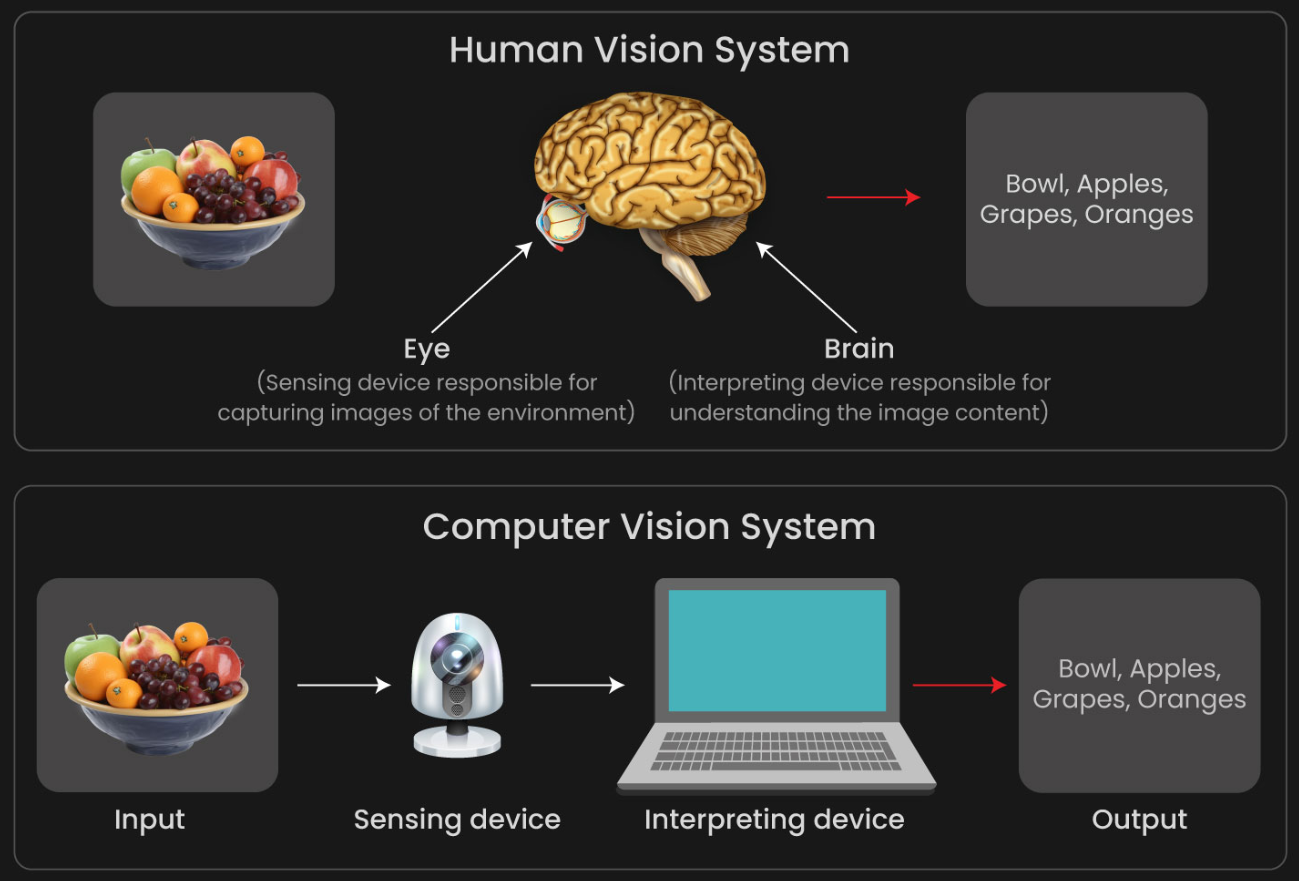 Human Vision System
Bowl, Apples,
Grapes, Oranges
Eye
(Sensing device responsible for
capturing images of the environment)
Brain
(Interpreting device responsible for
understanding the image content)
Computer Vision System
Bowl, Apples,
Grapes, Oranges
Input
Sensing device
Interpreting device
Output